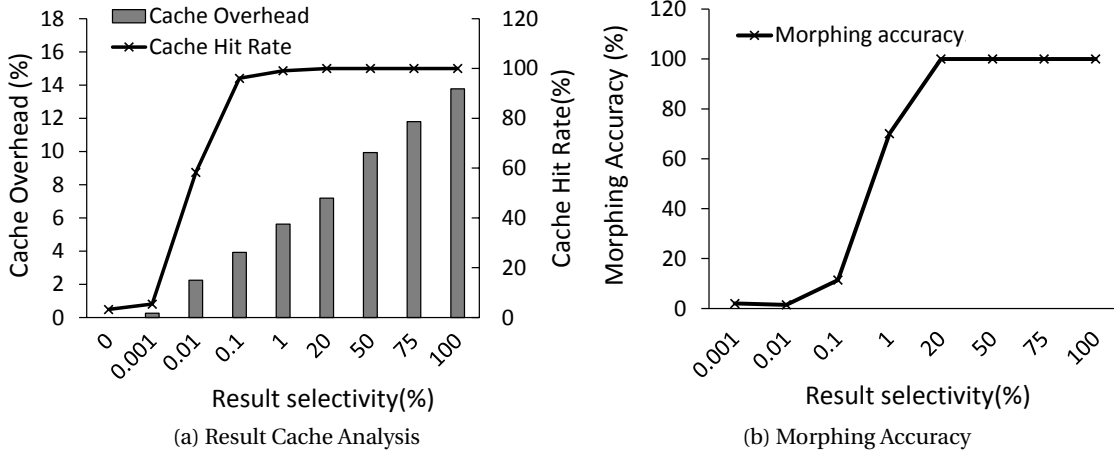 Cache Overhead
Cache Hit Rate
Cache Overhead (%)
18
16
14
12
10
8
6
4
2
0
120
100
80
60
40
20
0
Cache Hit Rate(%)
0 0.001 0.01 0.1 1 20 50 75 100
Result selectivity(%)
(a) Result Cache Analysis
Morphing accuracy
Morphing Accuracy (%)
120
100
80
60
40
20
0
0.001 0.01 0.1 1 20 50 75 100
Result selectivity(%)
(b) Morphing Accuracy